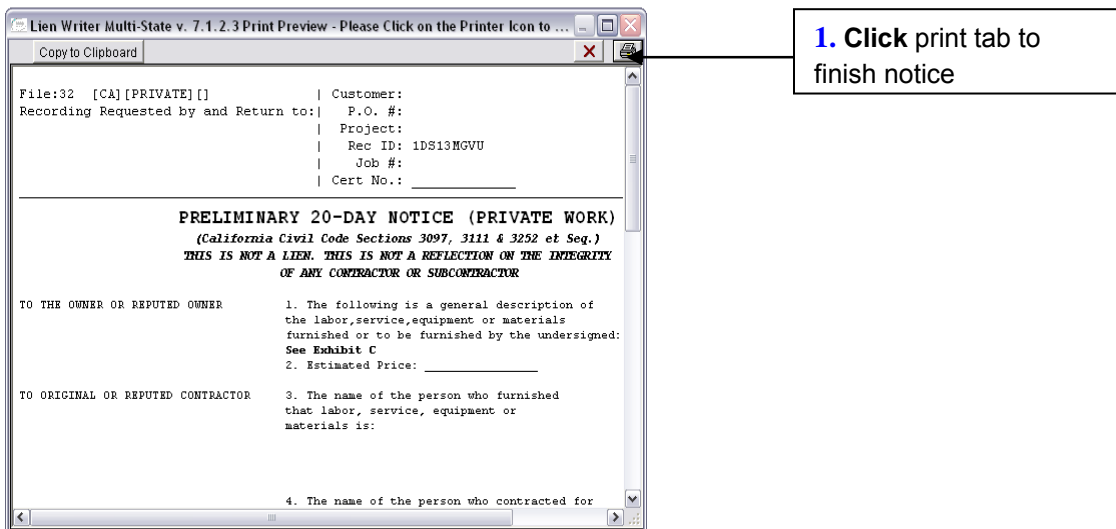 Lien Writer Multi-State v. 7.1.2.3 Print Preview - Please Click on the Printer Icon to ...
Copy to Clipboard
File:32 [CA][PRIVATE][] | Customer:
Recording Requested by and Return to:| P.O. #:
| Project:
| Rec ID: 1DS13MGVU
| Job #:
| Cert No.: ____________
PRELIMINARY 20-DAY NOTICE (PRIVATE WORK)
(California Civil Code Sections 3097, 3111 & 3252 et Seq.)
THIS IS NOT A LIEN. THIS IS NOT A REFLECTION ON THE INTEGRITY
OF ANY CONTRACTOR OR SUBCONTRACTOR
TO THE OWNER OR REPUTED OWNER 1. The following is a general description of
the labor,service,equipment or materials
furnished or to be furnished by the undersigned:
See Exhibit C
2. Estimated Price: ________________
TO ORIGINAL OR REPUTED CONTRACTOR 3. The name of the person who furnished
that labor, service, equipment or
materials is:
4. The name of the person who contracted for
1. Click print tab to
finish notice